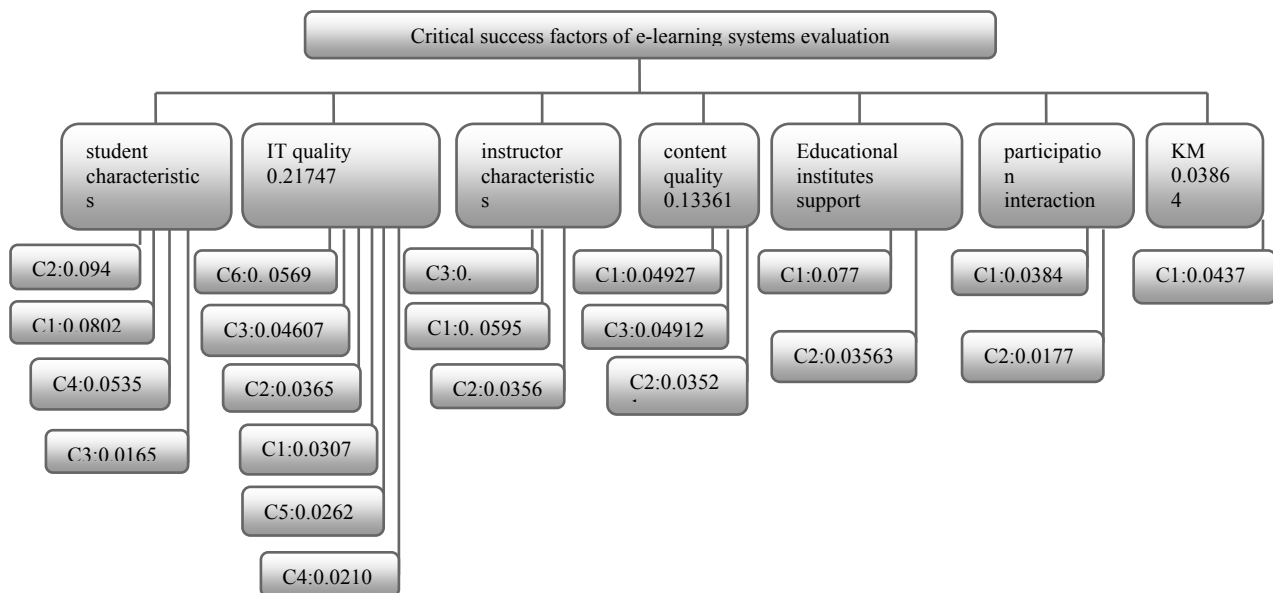 Critical success factors of e-learning systems evaluation
student
characteristic
s
IT quality
0.21747
instructor
characteristic
s
content
quality
0.13361
Educational
institutes
support
participatio
n
interaction
KM
0.0386
4
C2:0.094
C1:0.0802
C4:0.0535
C3:0.0165
C6:0. 0569
C3:0.04607
C2:0.0365
C1:0.0307
C5:0.0262
C4:0.0210
C3:0.
C1:0. 0595
C2:0.0356
C1:0.04927
C3:0.04912
C2:0.0352
C1:0.077
C2:0.03563
C1:0.0384
C2:0.0177
C1:0.0437